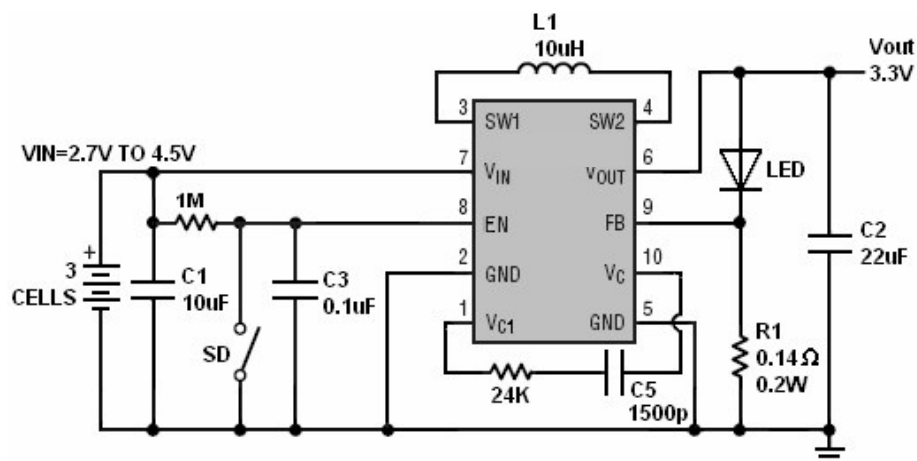 L1
10uH
Vout
3.3V
3
4
SW1
SW2
VIN=2.7V TO 4.5V
7
6
VIN
VOUT
LED
1M
8
9
EN
FB
C2
22uF
+
3
CELLS
C1
10uF
C3
0.1uF
2
10
GND
VC
1
5
VC1
GND
SD
R1
0.14Ω
0.2W
24K
C5
1500p